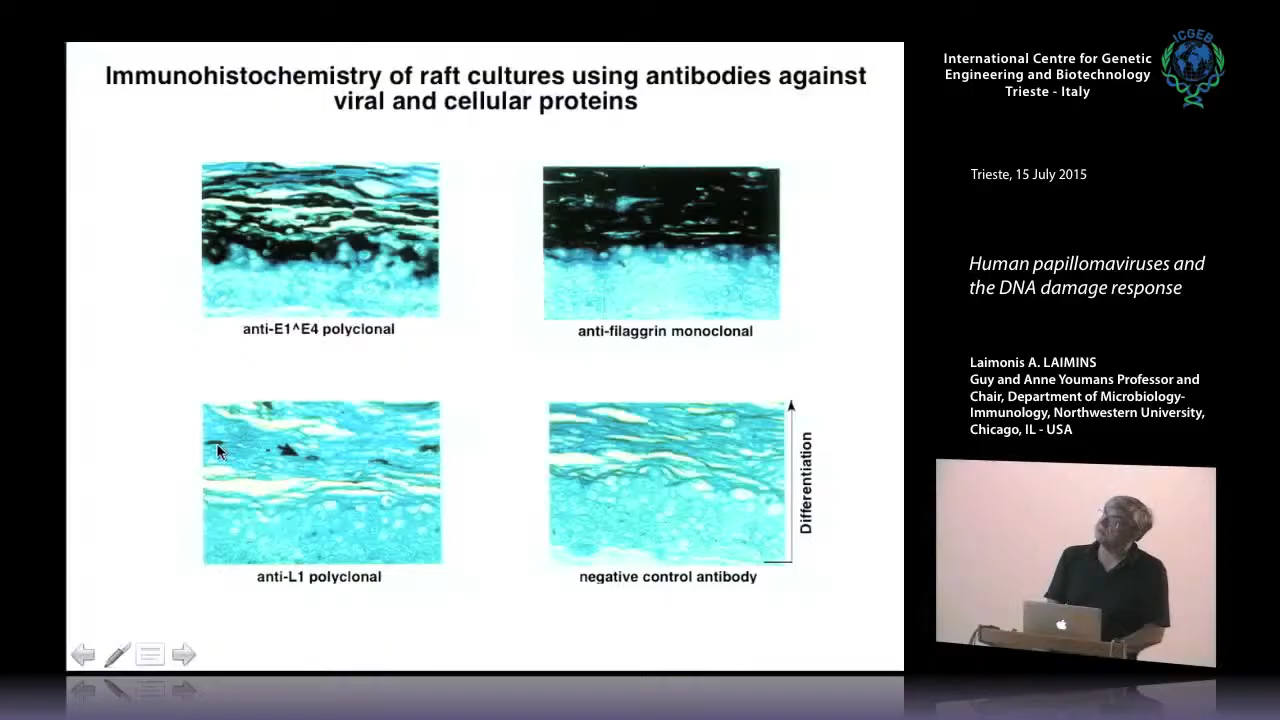 Immunohistochemistry of raft cultures using antibodies against
viral and cellular proteins
anti-E1^E4 polyclonal
anti-filaggrin monoclonal
anti-L1 polyclonal
negative control antibody
Differentiation
International Centre for Genetic
Engineering and Biotechnology
Trieste - Italy
ICGEB
Trieste, 15 July 2015
Human papillomaviruses and
the DNA damage response
Laimonis A. LAIMINS
Guy and Anne Youmans Professor and
Chair, Department of Microbiology-
Immunology, Northwestern University,
Chicago, IL - USA